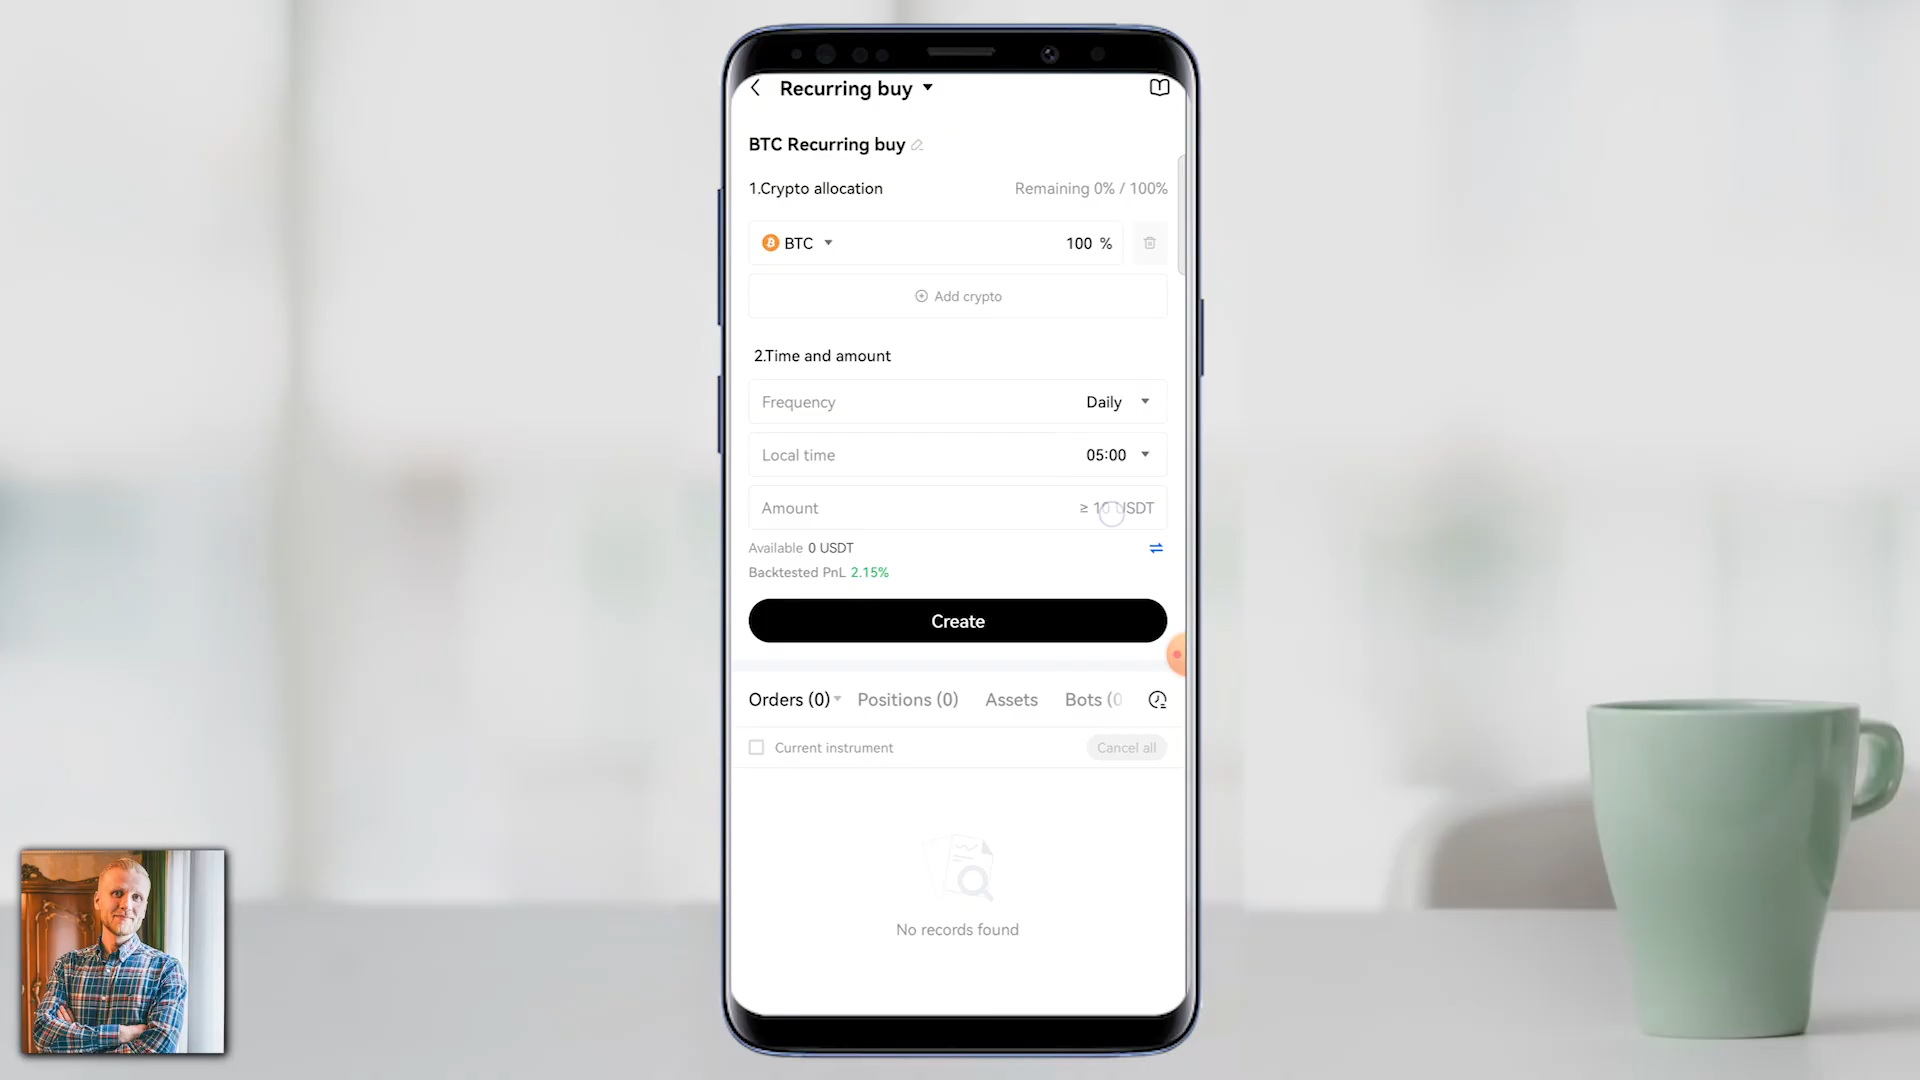 Recurring buy
BTC Recurring buy
1.Crypto allocation Remaining 0% / 100%
BTC 100 %
Add crypto
2.Time and amount
Frequency Daily
Local time 05:00
Amount ≥ 10 USDT
Available 0 USDT
Backtested PnL 2.15%
Create
Orders (0) Positions (0) Assets Bots (0
Current instrument Cancel all
No records found